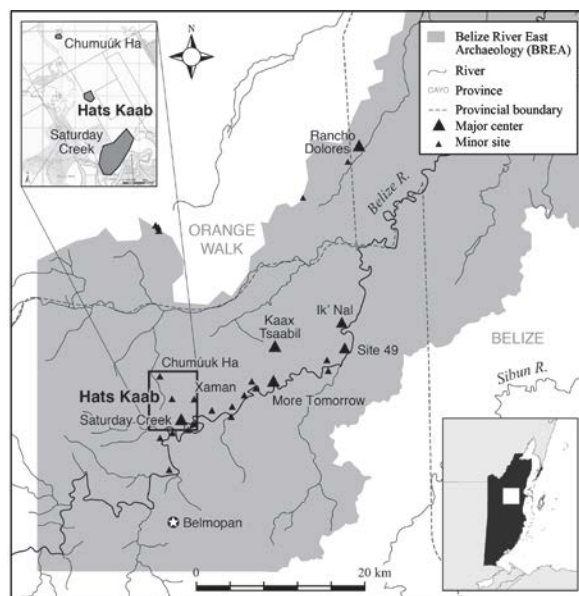 Chumuúk Ha
Hats Kaab
Saturday
Creek
N
Belize River East
Archaeology (BREA)
River
CAYO
Province
Provincial boundary
Major center
Minor site
Rancho
Dolores
Belize R.
ORANGE
WALK
Ik' Nal
Kaax
Tsaabil
Site 49
BELIZE
Chumúuk Ha
Xaman
Sibun R.
Hats Kaab
More Tomorrow
Saturday Creek
Belmopan
0
20 km